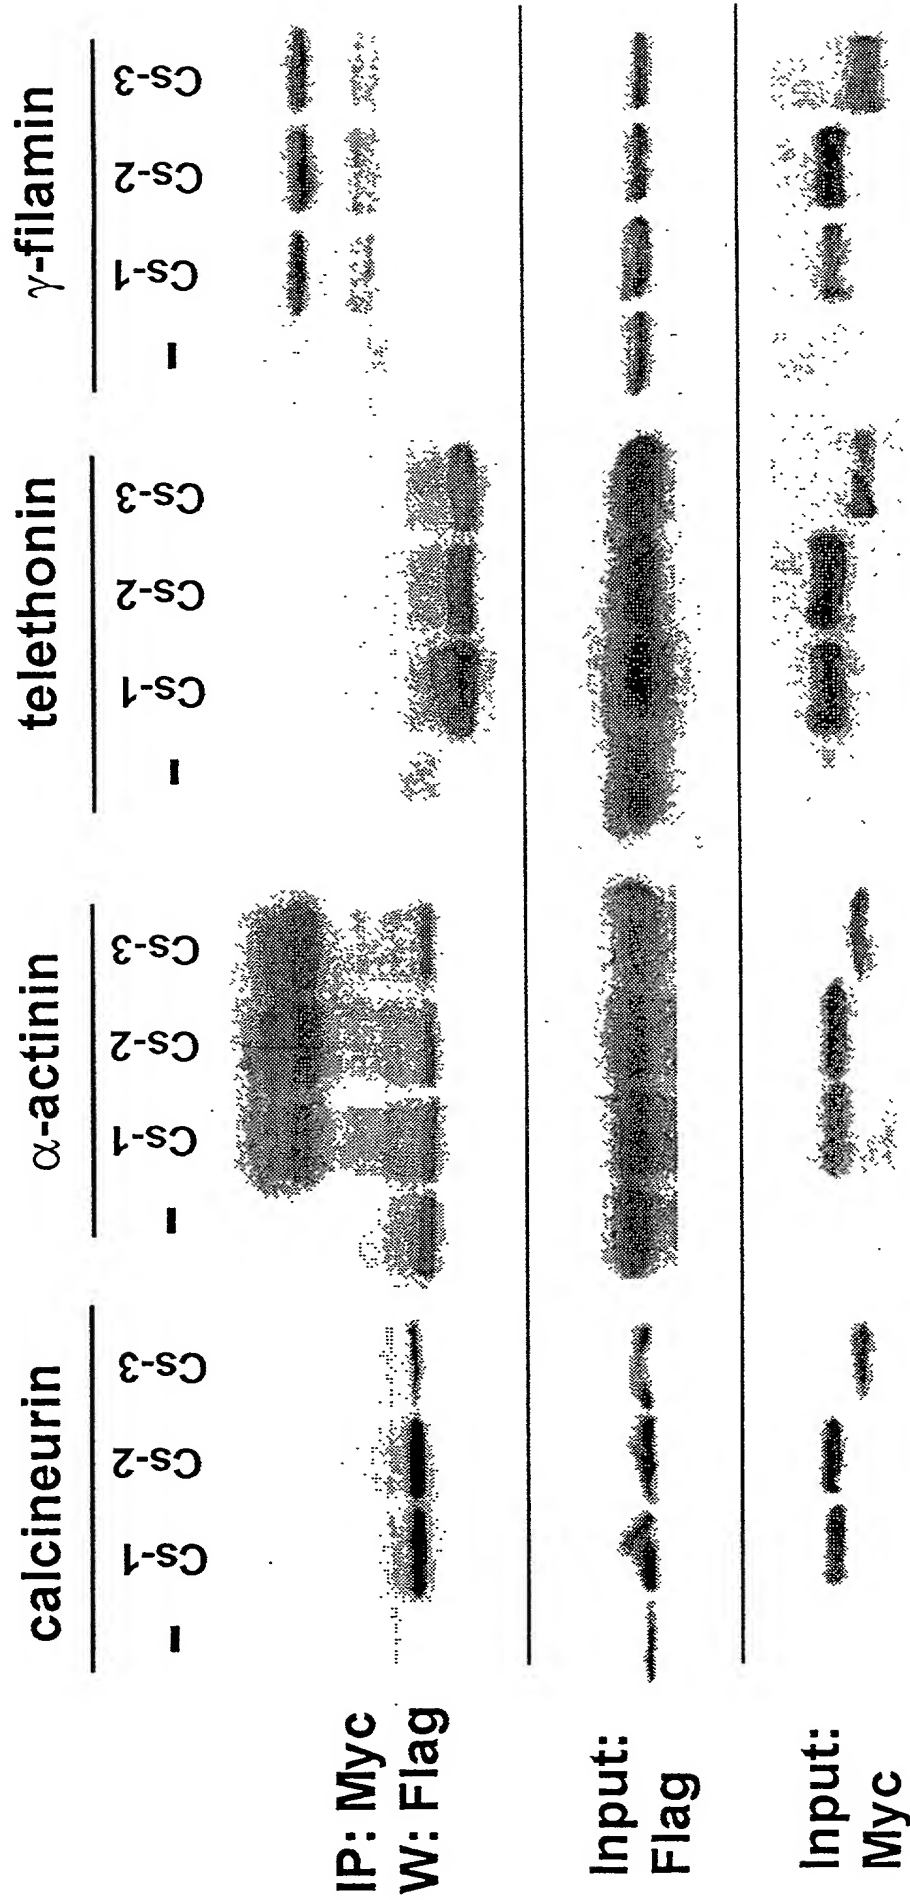 calcineurin
α-actinin
telethonin
γ-filamin
– Cs-1 Cs-2 Cs-3
– Cs-1 Cs-2 Cs-3
– Cs-1 Cs-2 Cs-3
– Cs-1 Cs-2 Cs-3
IP: Myc
W: Flag
Input:
Flag
Input:
Myc